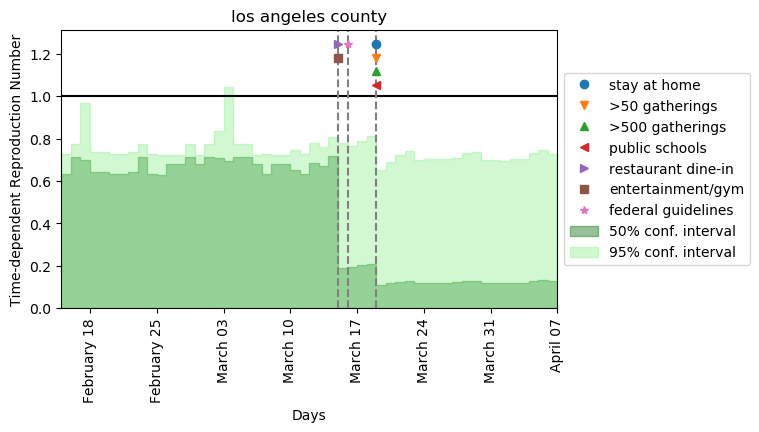 los angeles county
Time-dependent Reproduction Number
1.2
1.0
0.8
0.6
0.4
0.2
0.0
February 18
February 25
March 03
March 10
March 17
March 24
March 31
April 07
Days
stay at home
>50 gatherings
>500 gatherings
public schools
restaurant dine-in
entertainment/gym
federal guidelines
50% conf. interval
95% conf. interval